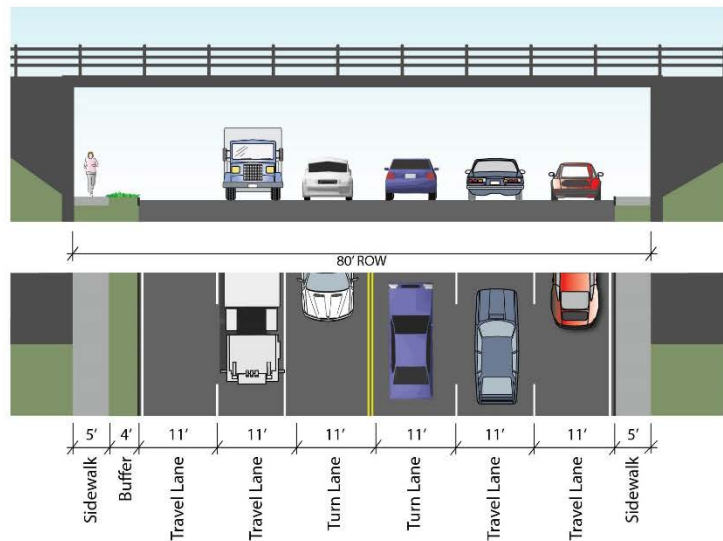 80' ROW
5' 4' 11' 11' 11' 11' 11' 11' 5'
Sidewalk
Buffer
Travel Lane
Travel Lane
Turn Lane
Turn Lane
Travel Lane
Travel Lane
Sidewalk